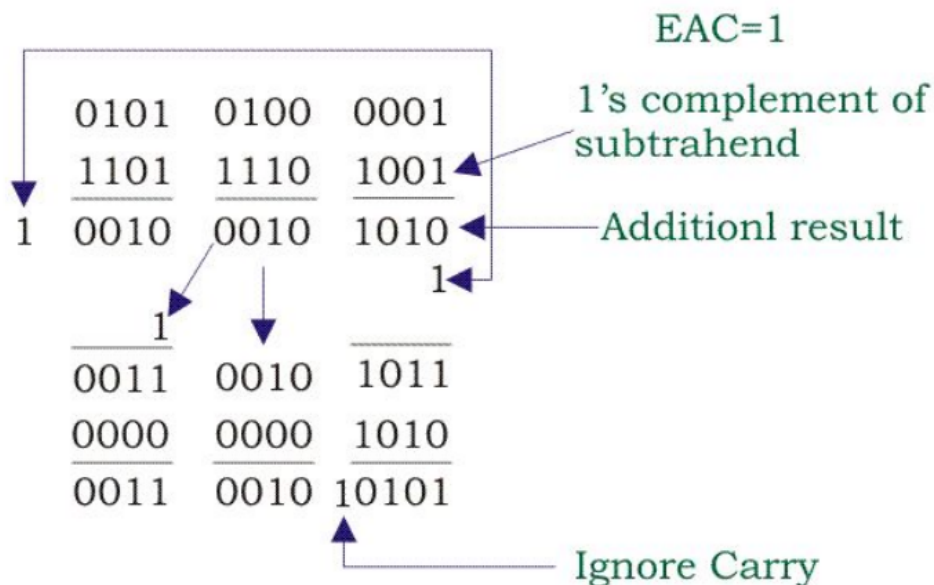 EAC=1
0101 0100 0001
1's complement of
subtrahend
1101 1110 1001
1 0010 0010 1010
Additionl result
1
1
0011 0010 1011
0000 0000 1010
0011 0010 10101
Ignore Carry